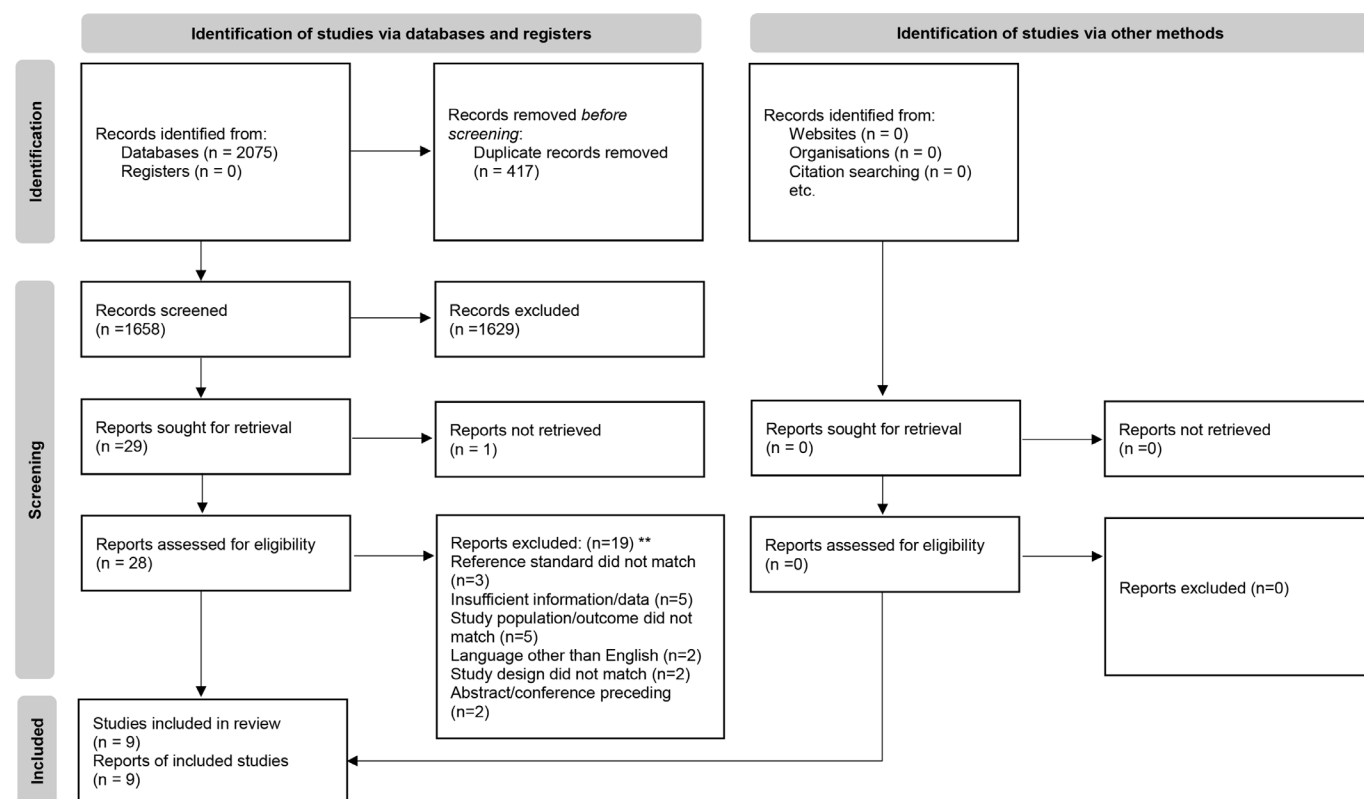 Identification of studies via databases and registers
Identification of studies via other methods
Identification
Records identified from:
Databases (n = 2075)
Registers (n = 0)
Records removed before
screening:
Duplicate records removed
(n = 417)
Records identified from:
Websites (n = 0)
Organisations (n = 0)
Citation searching (n = 0)
etc.
Screening
Records screened
(n =1658)
Records excluded
(n =1629)
Reports sought for retrieval
(n =29)
Reports not retrieved
(n = 1)
Reports sought for retrieval
(n = 0)
Reports not retrieved
(n =0)
Reports assessed for eligibility
(n = 28)
Reports excluded: (n=19) **
Reference standard did not match
(n=3)
Insufficient information/data (n=5)
Study population/outcome did not
match (n=5)
Language other than English (n=2)
Study design did not match (n=2)
Abstract/conference preceding
(n=2)
Reports assessed for eligibility
(n =0)
Reports excluded (n=0)
Included
Studies included in review
(n = 9)
Reports of included studies
(n = 9)